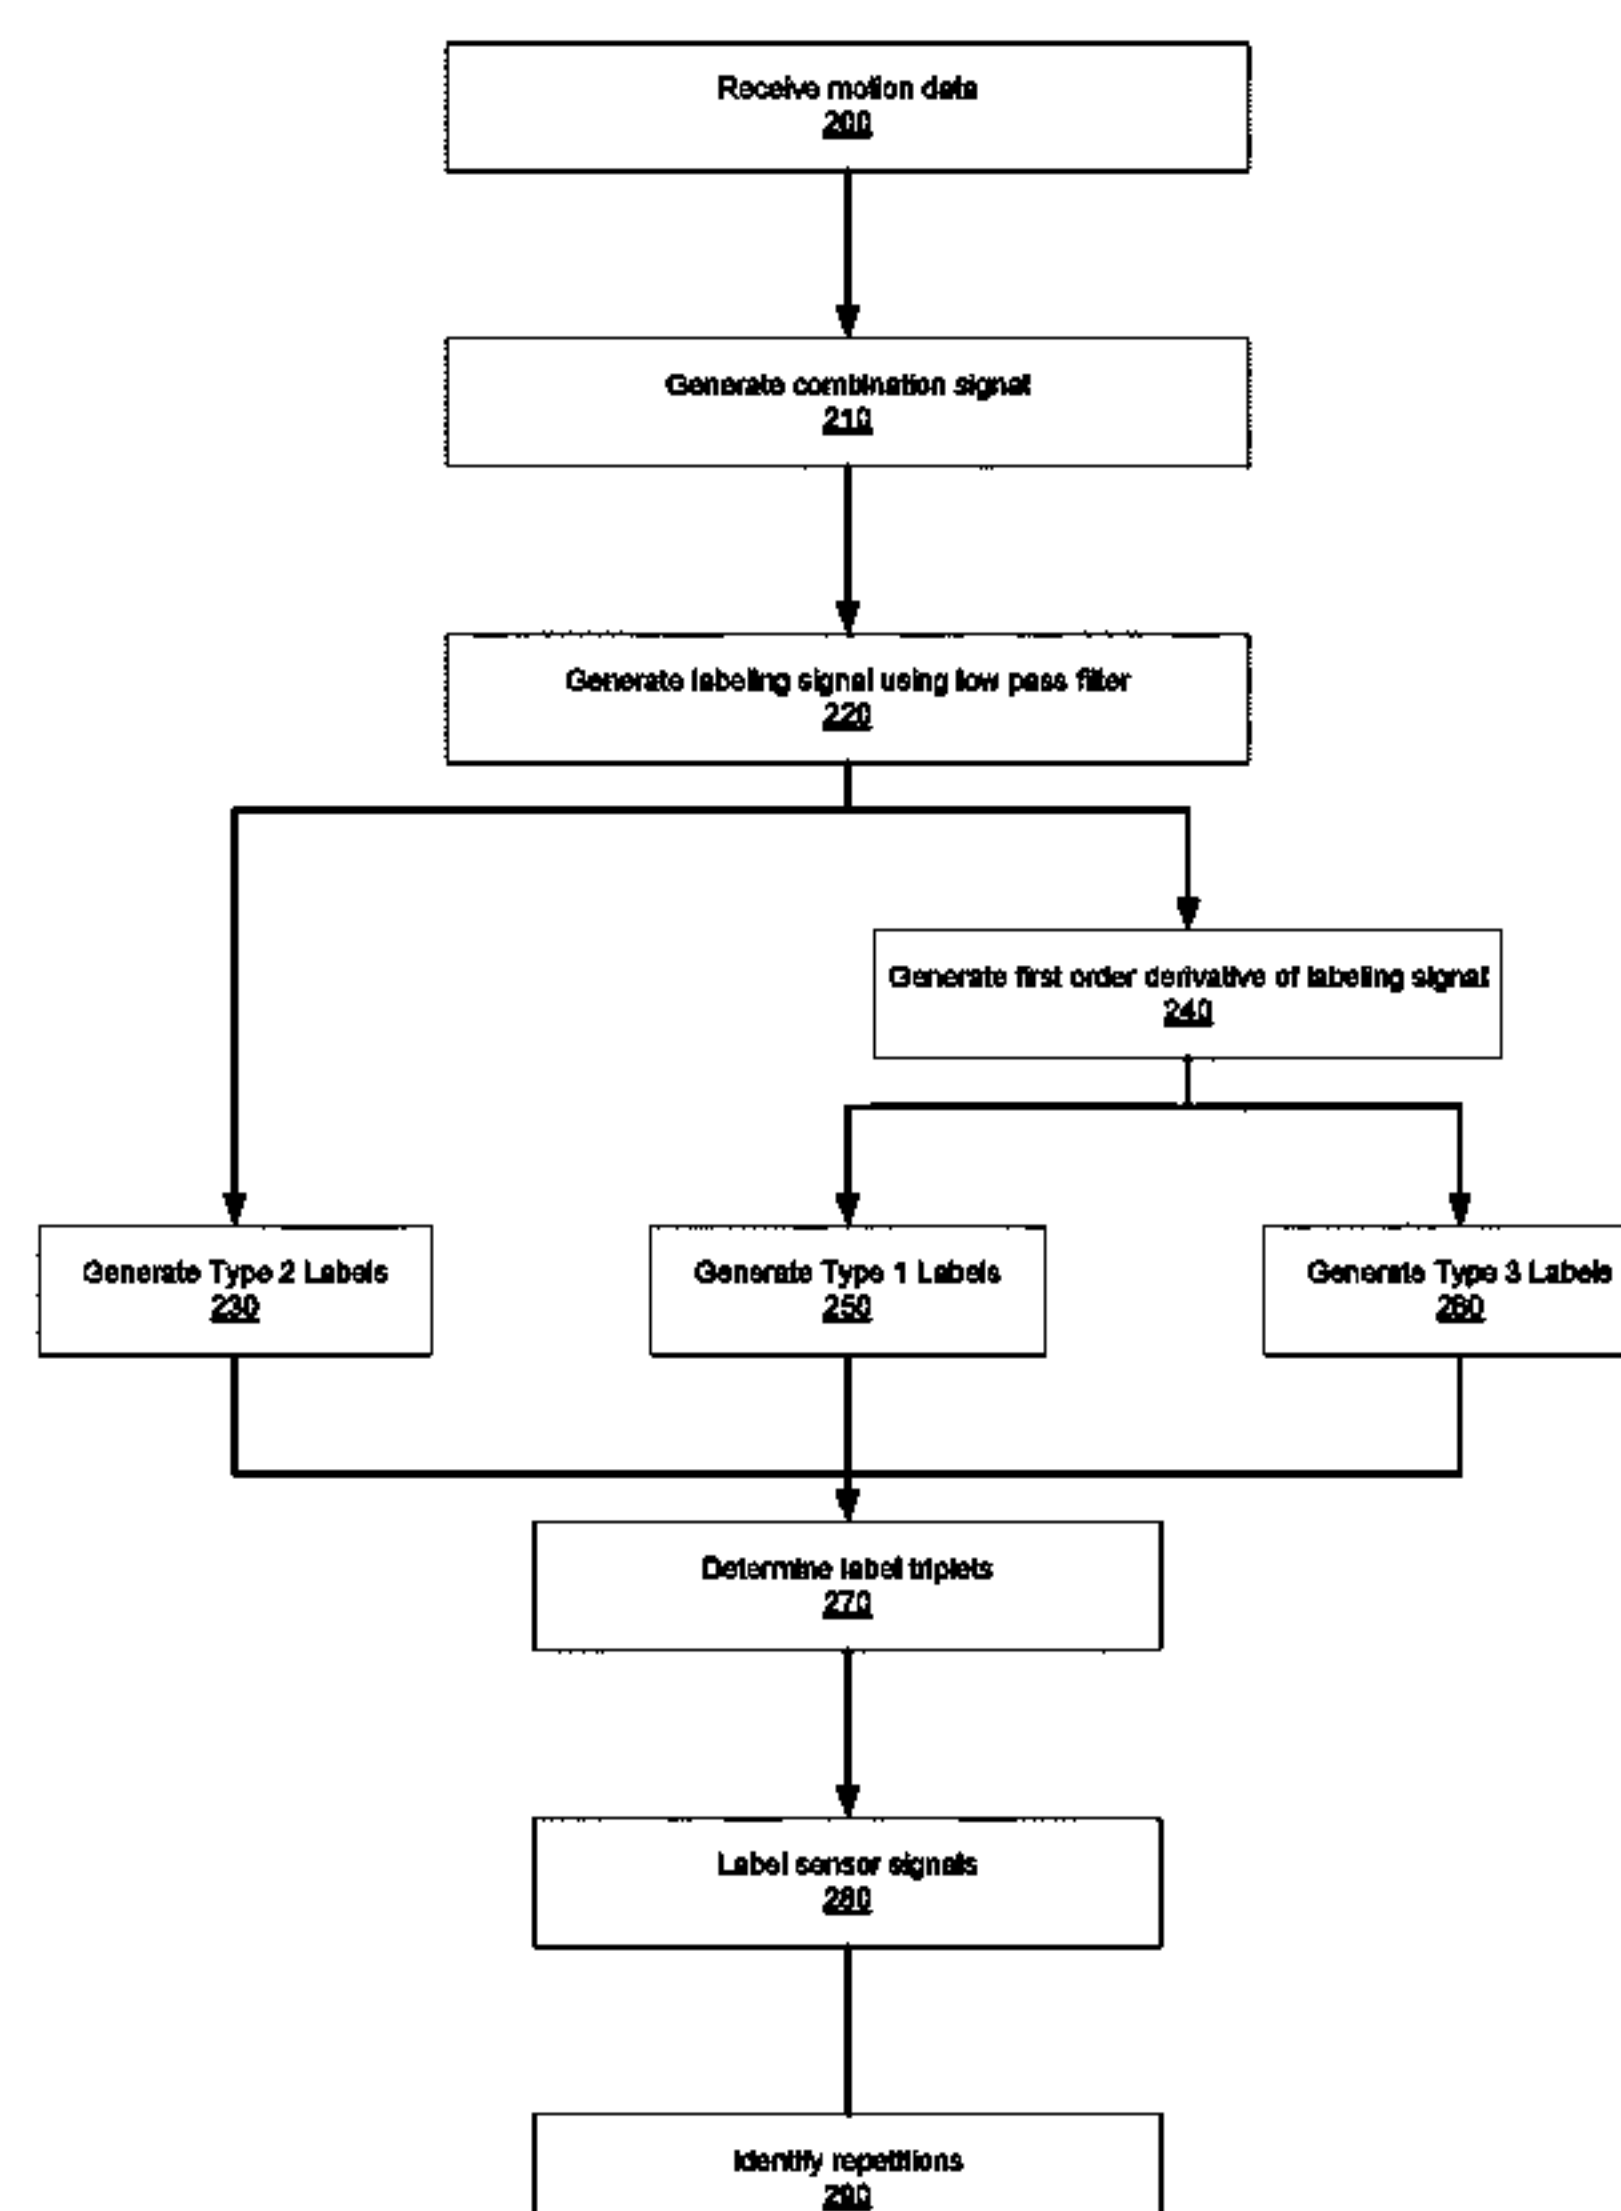 Receive motion data
200
Generate combination signal
210
Generate labeling signal using low pass filter
220
Generate first order derivative of labeling signal
240
Generate Type 2 Labels
230
Generate Type 1 Labels
250
Generate Type 3 Labels
260
Determine label triplets
270
Label sensor signals
280
Identify repetitions
290